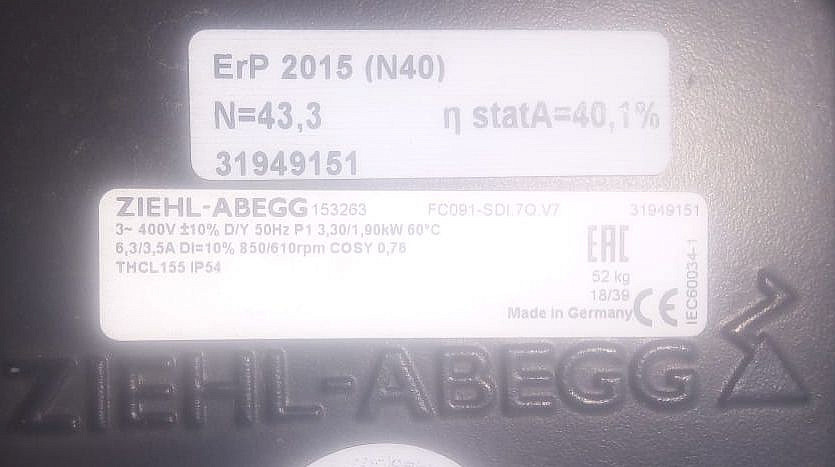 ErP 2015 (N40)
N=43,3 η statA=40,1%
31949151
ZIEHL-ABEGG 153263 FC091-SDI.7Q.V7 31949151
3~ 400V ±10% D/Y 50Hz P1 3,30/1,90kW 60°C
6,3/3,5A DI=10% 850/610rpm COSY 0,76
THCL155 IP54
EAC
52 kg
18/39
Made in Germany CE
IEC60034-1
ZIEHL-ABEGG